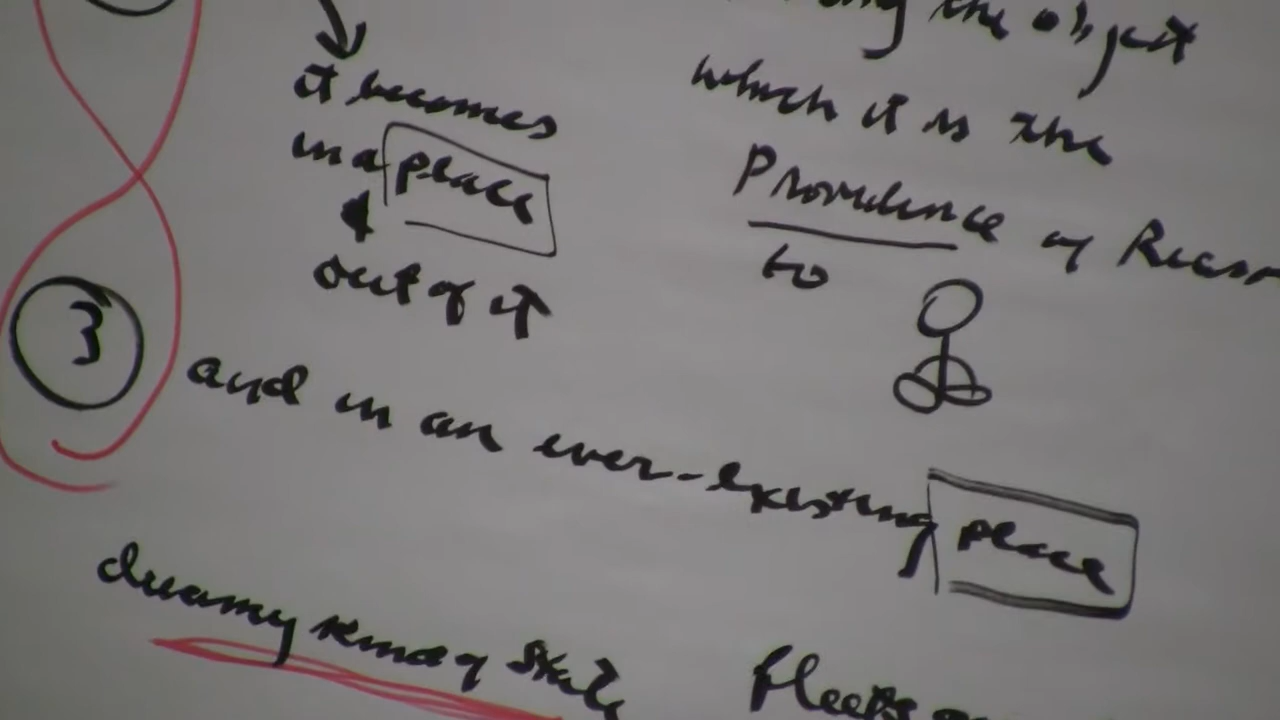 it becomes
in a place
&
out of it
the object
which it is the
Providence of Reason
to
3
and in an ever-existing place
dreamy kind of State